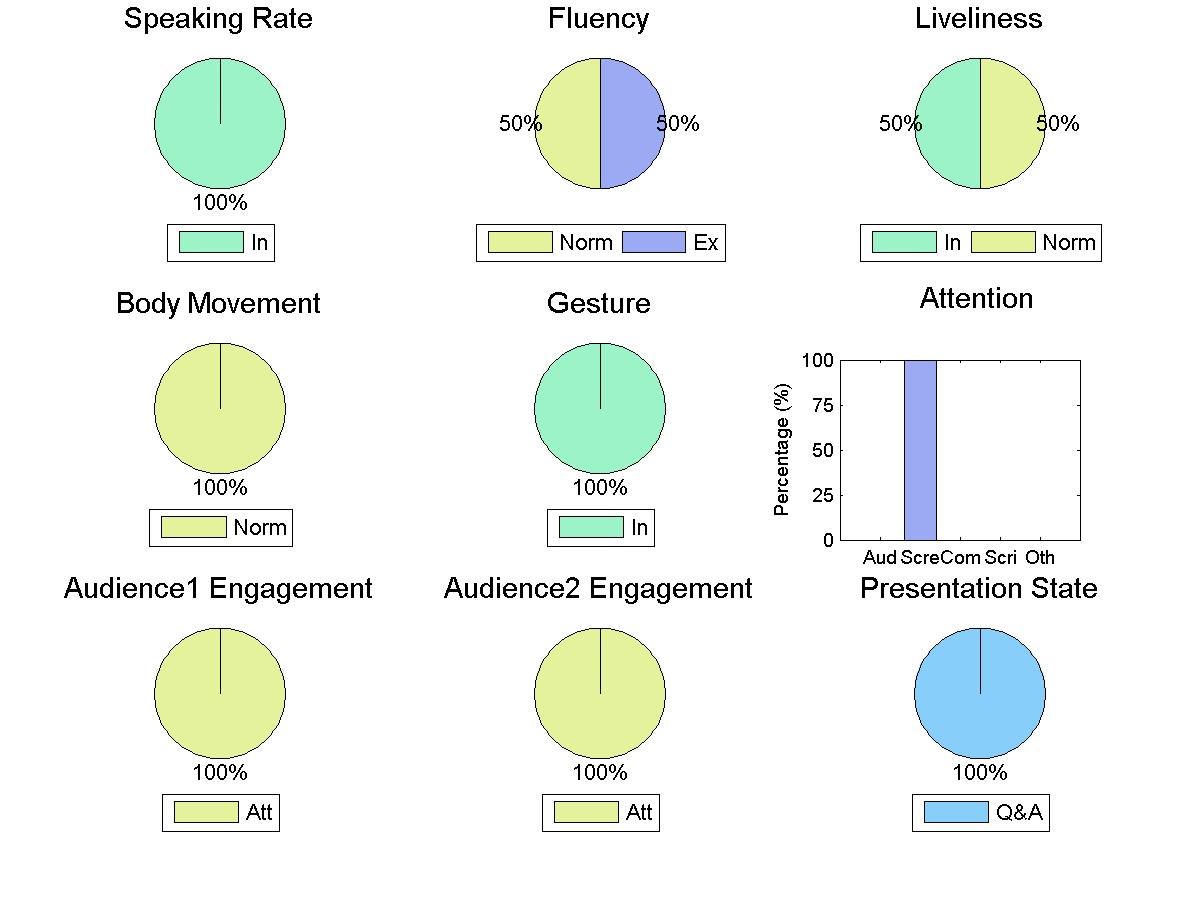 Speaking Rate
100%
In
Fluency
50%
50%
Norm Ex
Liveliness
50%
50%
In Norm
Body Movement
100%
Norm
Gesture
100%
In
Attention
Percentage (%)
100
75
50
25
0
Aud Scre Com Scri Oth
Audience1 Engagement
100%
Att
Audience2 Engagement
100%
Att
Presentation State
100%
Q&A